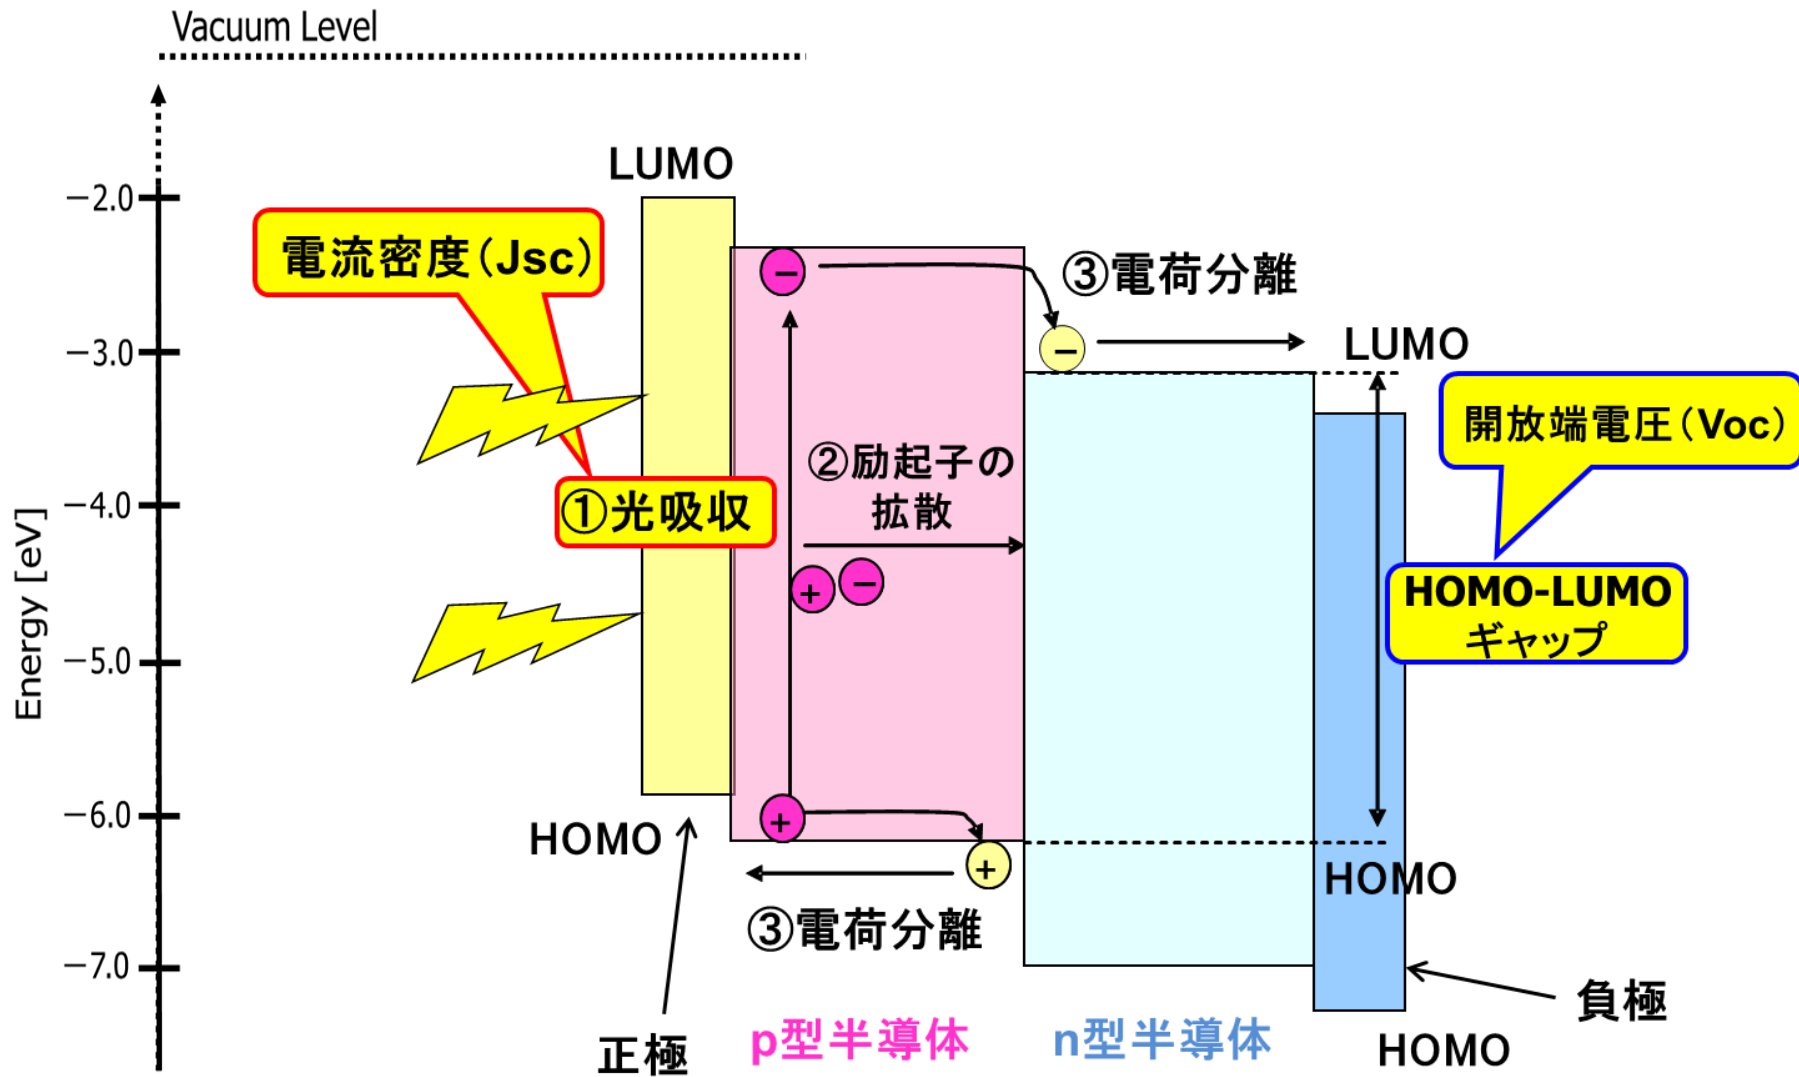 Vacuum Level
LUMO
−2.0
電流密度（Jsc）
③電荷分離
−
−3.0
−
LUMO
開放端電圧（Voc）
②励起子の
拡散
−4.0
①光吸収
Energy [eV]
+
−
HOMO-LUMO
ギャップ
−5.0
−6.0
+
HOMO
+
HOMO
③電荷分離
−7.0
負極
正極
p型半導体
n型半導体
HOMO